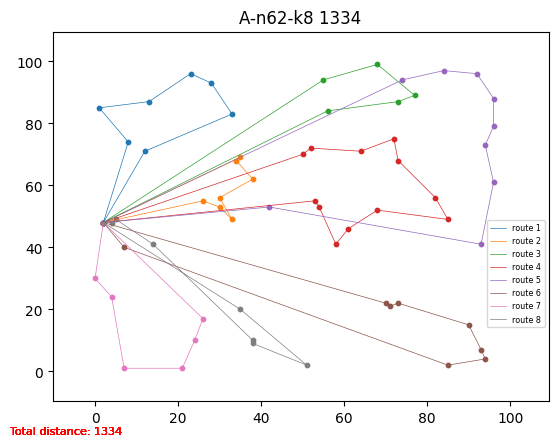 A-n62-k8 1334
100
80
60
40
20
0
0 20 40 60 80 100
route 1
route 2
route 3
route 4
route 5
route 6
route 7
route 8
Total distance: 1334